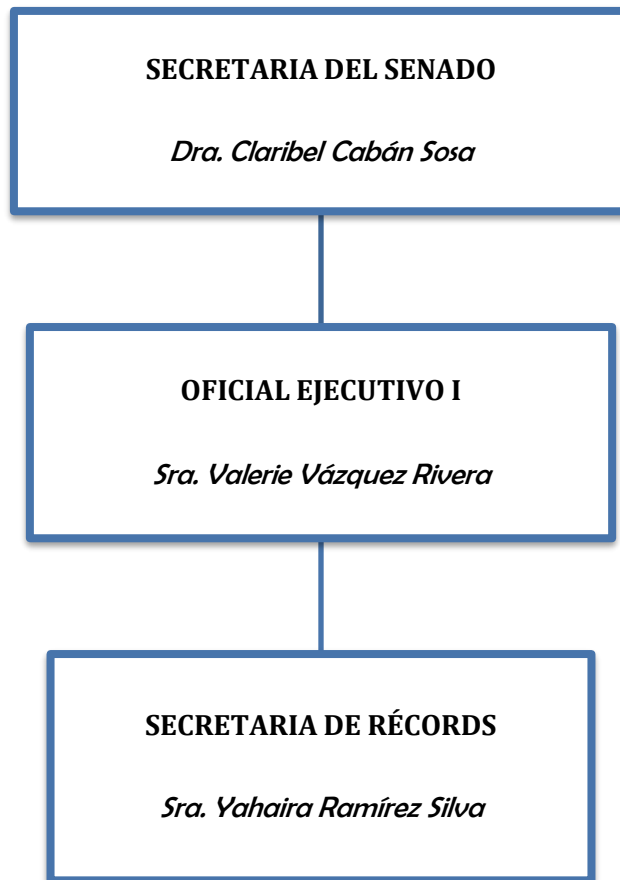 SECRETARIA DEL SENADO
Dra. Claribel Cabán Sosa
OFICIAL EJECUTIVO I
Sra. Valerie Vázquez Rivera
SECRETARIA DE RÉCORDS
Sra. Yahaira Ramírez Silva